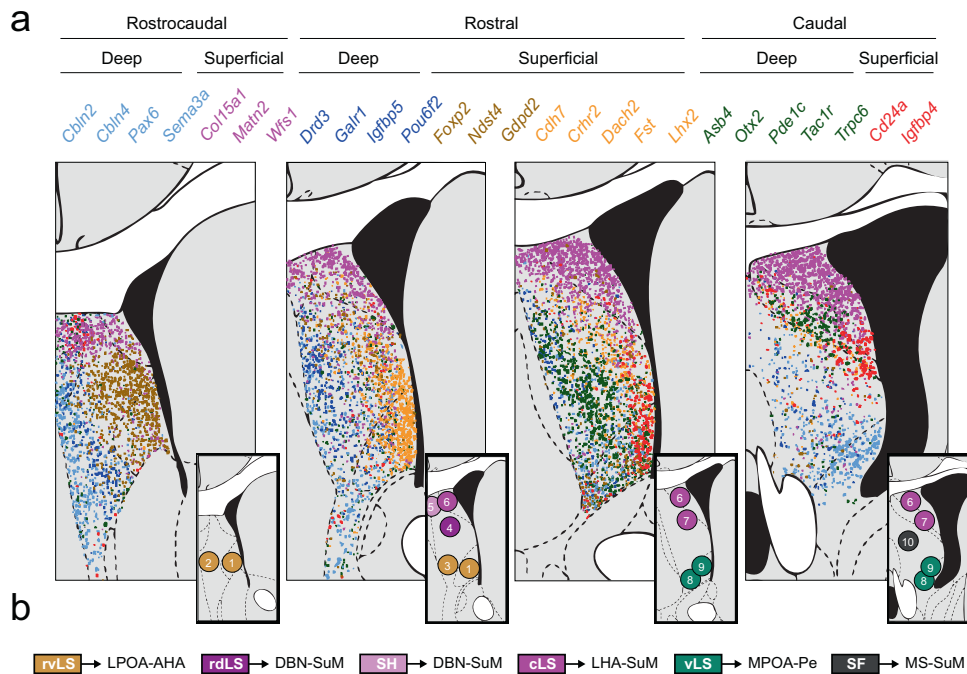 a
Rostrocaudal Rostral Caudal
Deep Superficial Deep Superficial Deep Superficial
Cbln2 Cbln4 Pax6 Sema3a Col15a1 Matn2 Wfs1 Drd3 Galr1 Igfbp5 Pou6f2 Foxp2 Ndst4 Gdpd2 Cdh7 Crhr2 Dach2 Fst Lhx2 Asb4 Otx2 Pde1c Tac1r Trpc6 Cd24a Igfbp4
2 1
5 6 4 3 1
6 7 9 8
6 7 10 9 8
b
rvLS LPOA-AHA rdLS DBN-SuM SH DBN-SuM cLS LHA-SuM vLS MPOA-Pe SF MS-SuM